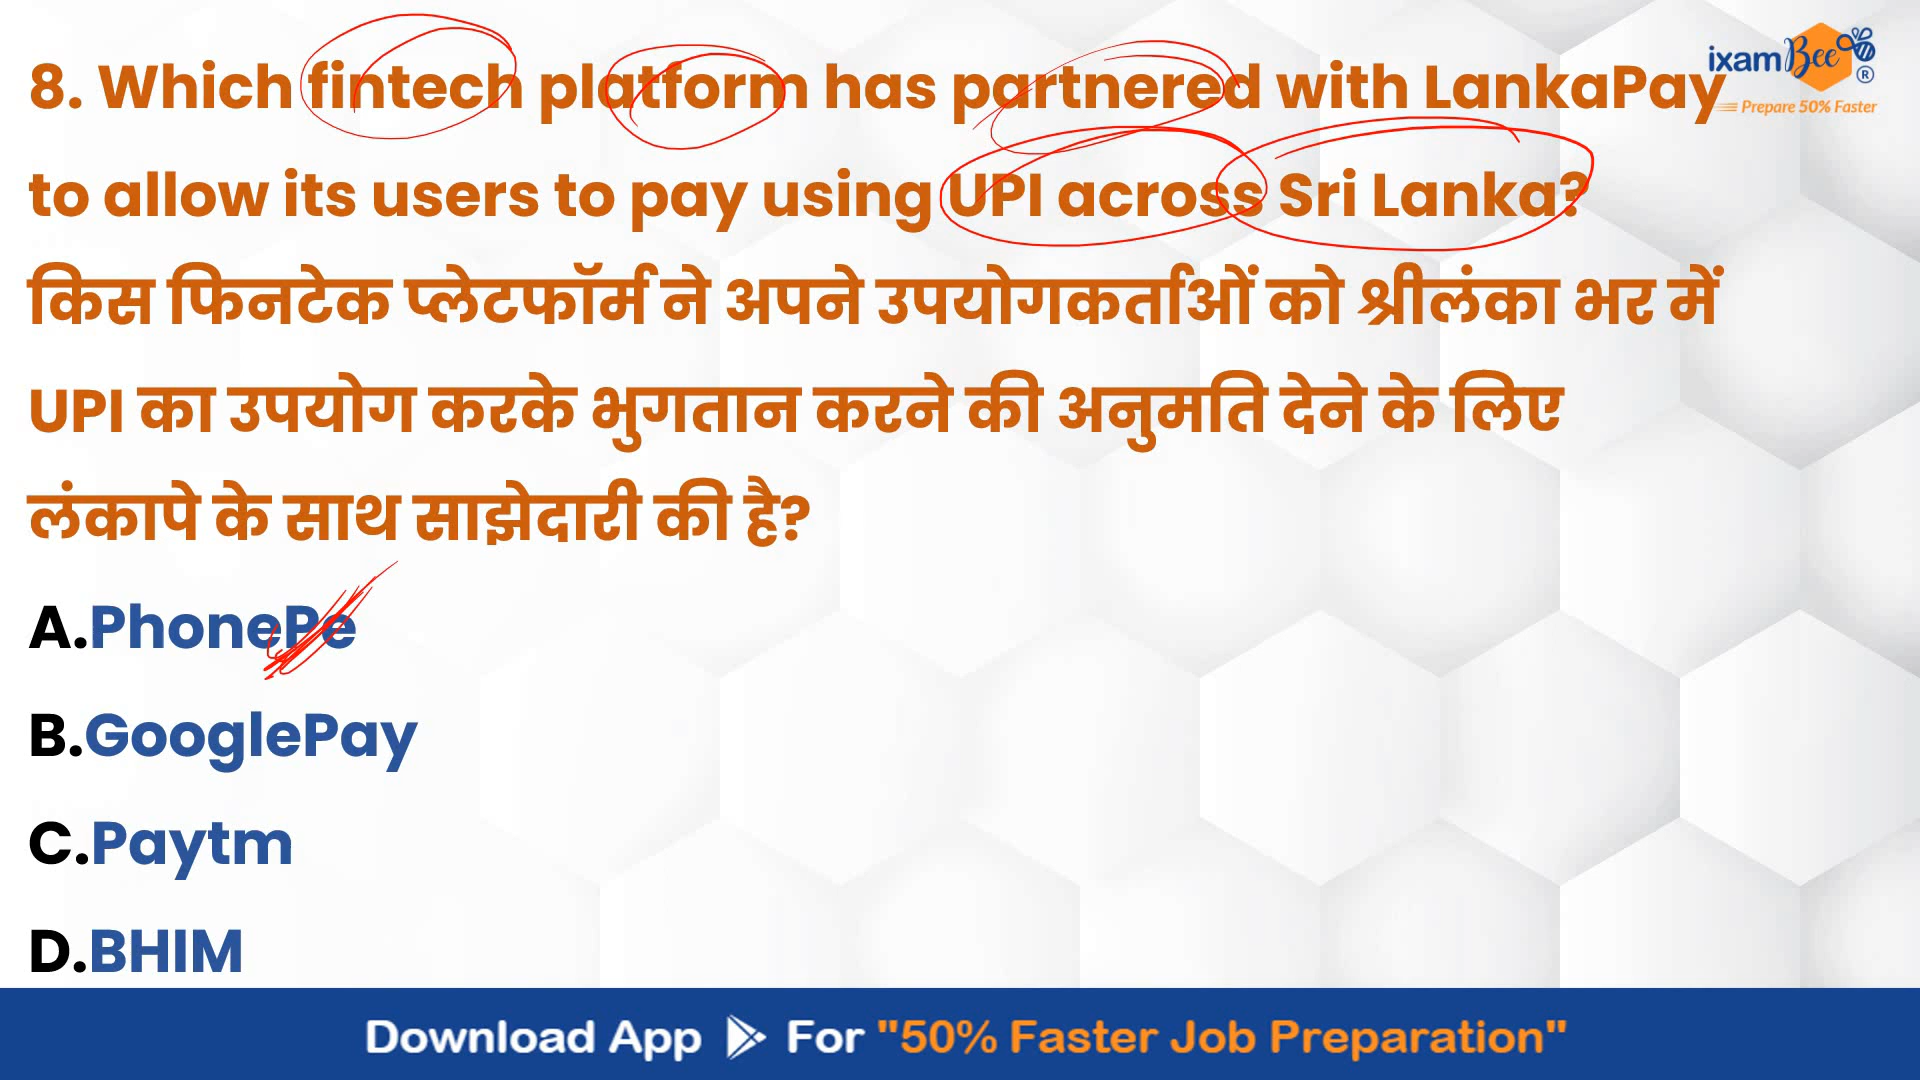 8. Which fintech platform has partnered with LankaPay
to allow its users to pay using UPI across Sri Lanka?
किस फिनटेक प्लेटफॉर्म ने अपने उपयोगकर्ताओं को श्रीलंका भर में
UPI का उपयोग करके भुगतान करने की अनुमति देने के लिए
लंकापे के साथ साझेदारी की है?
A.PhonePe
B.GooglePay
C.Paytm
D.BHIM
ixamBee®
Prepare 50% Faster
Download App For "50% Faster Job Preparation"